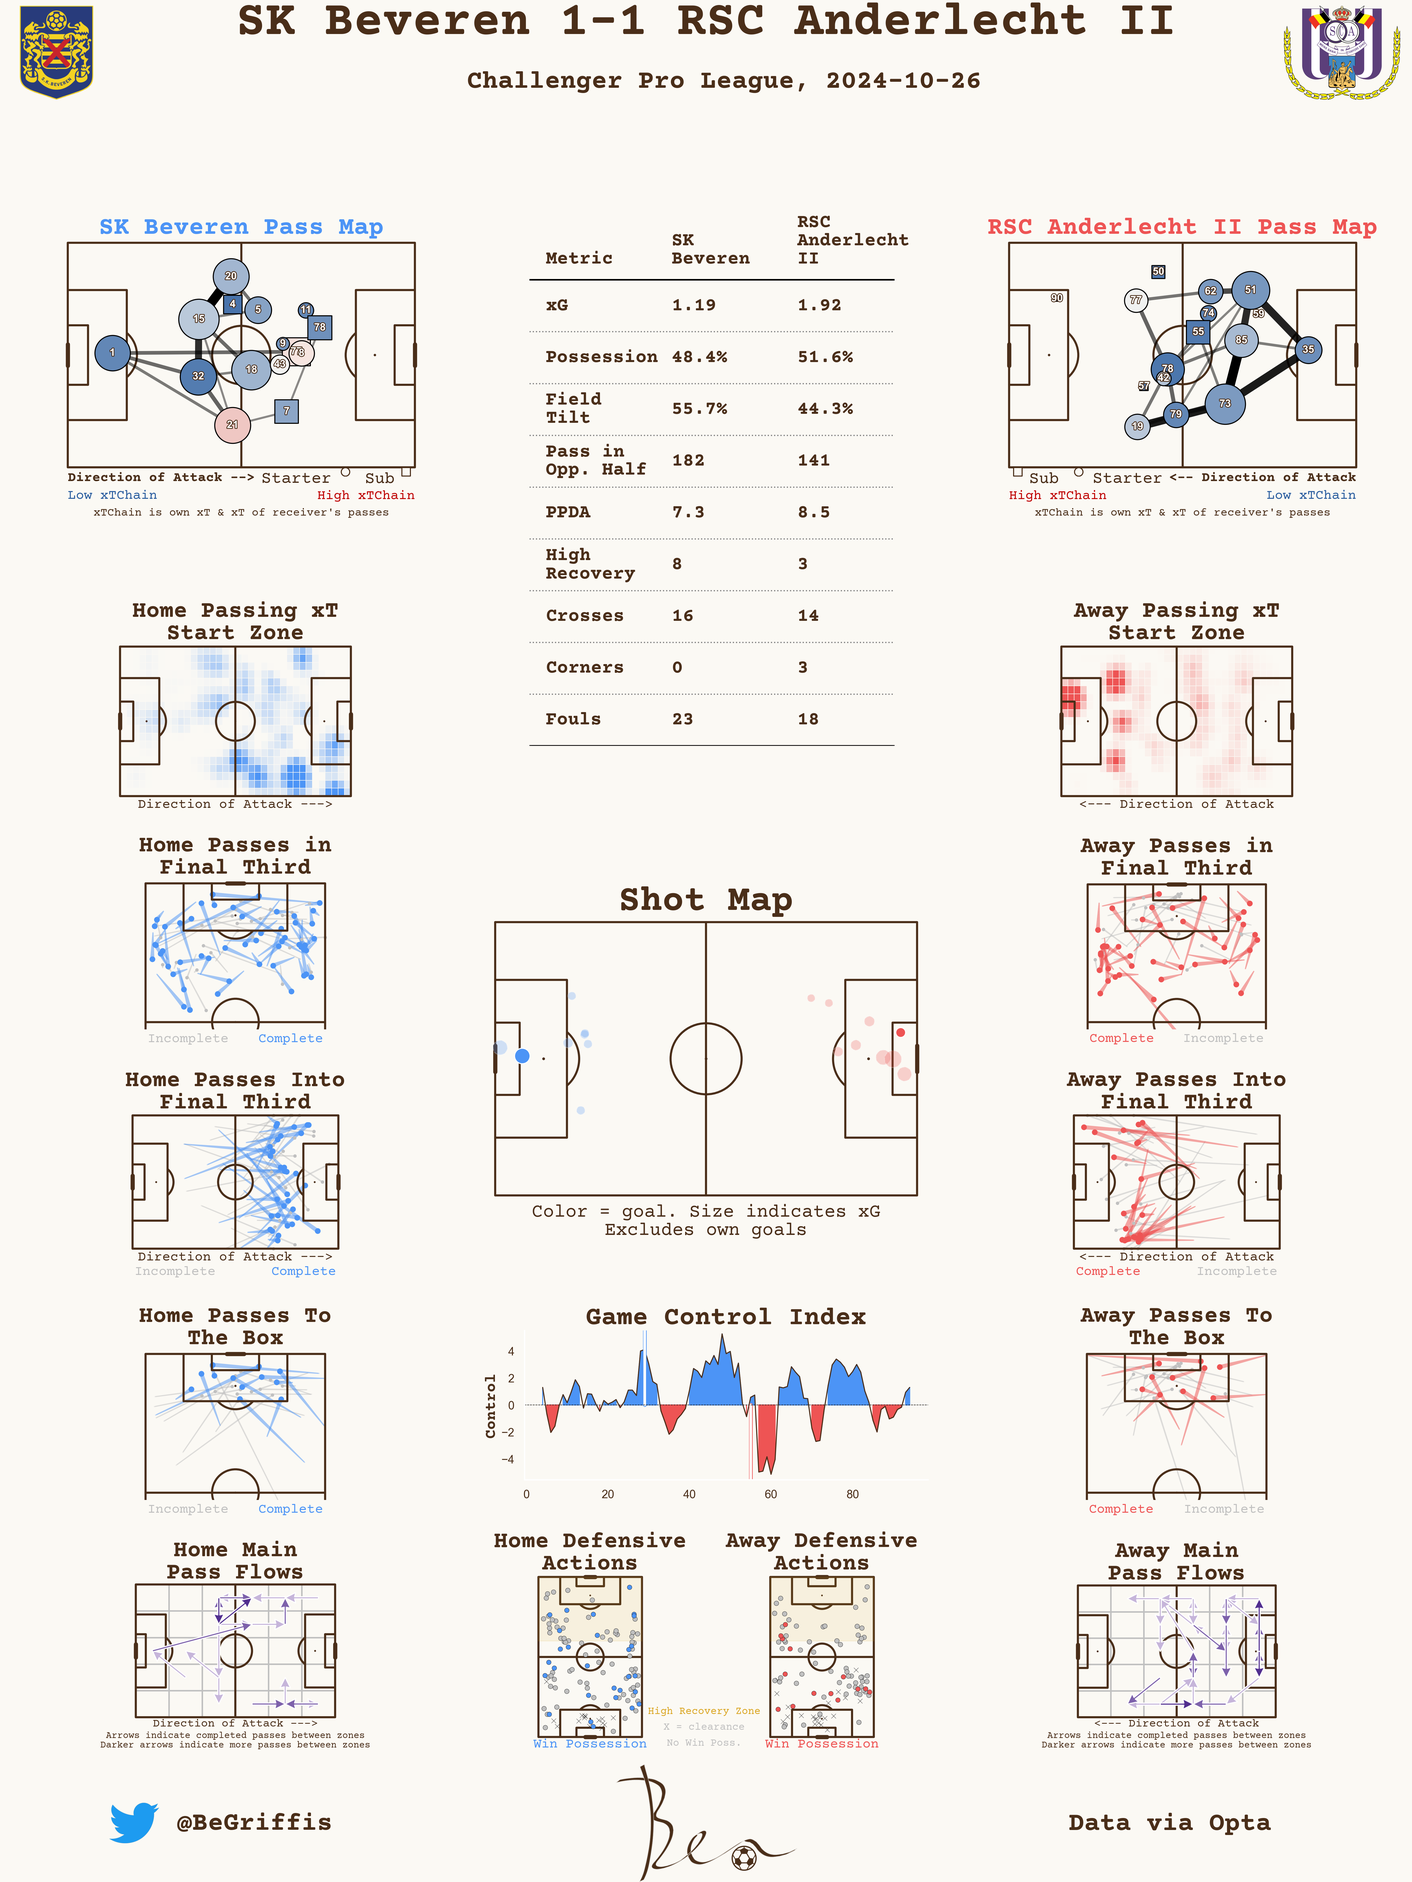 SK Beveren 1-1 RSC Anderlecht II
Challenger Pro League, 2024-10-26
SK Beveren Pass Map
20
4
5
11
15
78
9
1
8
43
18
32
7
21
Direction of Attack --> Starter Sub
Low xTChain High xTChain
xTChain is own xT & xT of receiver's passes
Metric SK Beveren RSC Anderlecht II
xG 1.19 1.92
Possession 48.4% 51.6%
Field Tilt 55.7% 44.3%
Pass in Opp. Half 182 141
PPDA 7.3 8.5
High Recovery 8 3
Crosses 16 14
Corners 0 3
Fouls 23 18
RSC Anderlecht II Pass Map
50
90
77
62
51
74
59
55
85
35
78
42
57
73
79
19
Sub Starter <-- Direction of Attack
High xTChain Low xTChain
xTChain is own xT & xT of receiver's passes
Home Passing xT
Start Zone
Direction of Attack --->
Away Passing xT
Start Zone
<--- Direction of Attack
Home Passes in
Final Third
Incomplete Complete
Away Passes in
Final Third
Complete Incomplete
Shot Map
Color = goal. Size indicates xG
Excludes own goals
Home Passes Into
Final Third
Direction of Attack --->
Incomplete Complete
Away Passes Into
Final Third
<--- Direction of Attack
Complete Incomplete
Home Passes To
The Box
Incomplete Complete
Game Control Index
Control
4
2
0
−2
−4
0 20 40 60 80
Away Passes To
The Box
Complete Incomplete
Home Main
Pass Flows
Direction of Attack --->
Arrows indicate completed passes between zones
Darker arrows indicate more passes between zones
Home Defensive
Actions
Win Possession
Away Defensive
Actions
Win Possession
High Recovery Zone
X = clearance
No Win Poss.
Away Main
Pass Flows
<--- Direction of Attack
Arrows indicate completed passes between zones
Darker arrows indicate more passes between zones
@BeGriffis
Ben
Data via Opta